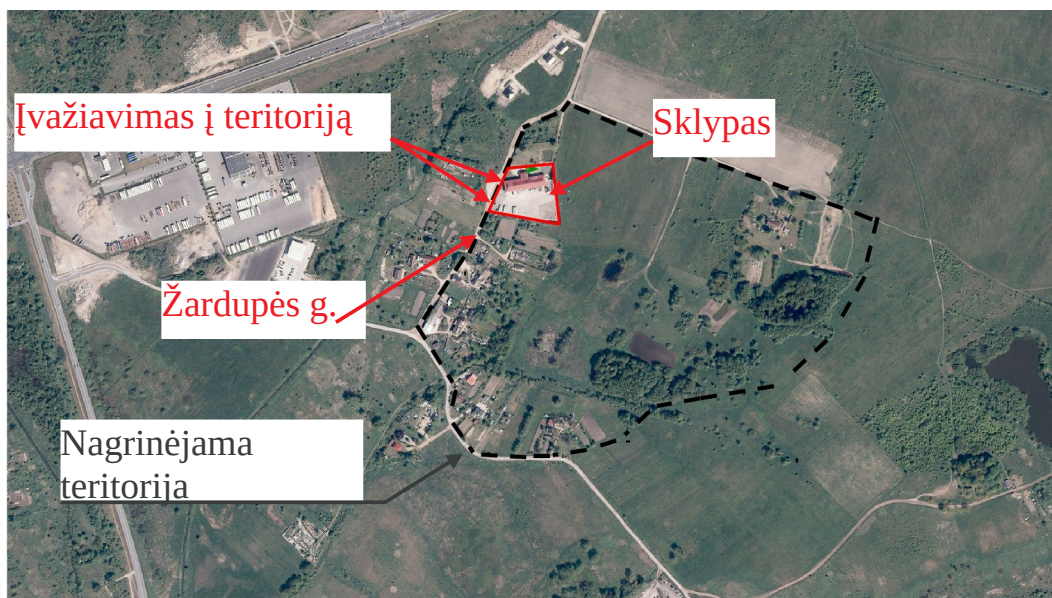 Įvažiavimas į teritoriją
Sklypas
Žardupės g.
Nagrinėjama
teritorija